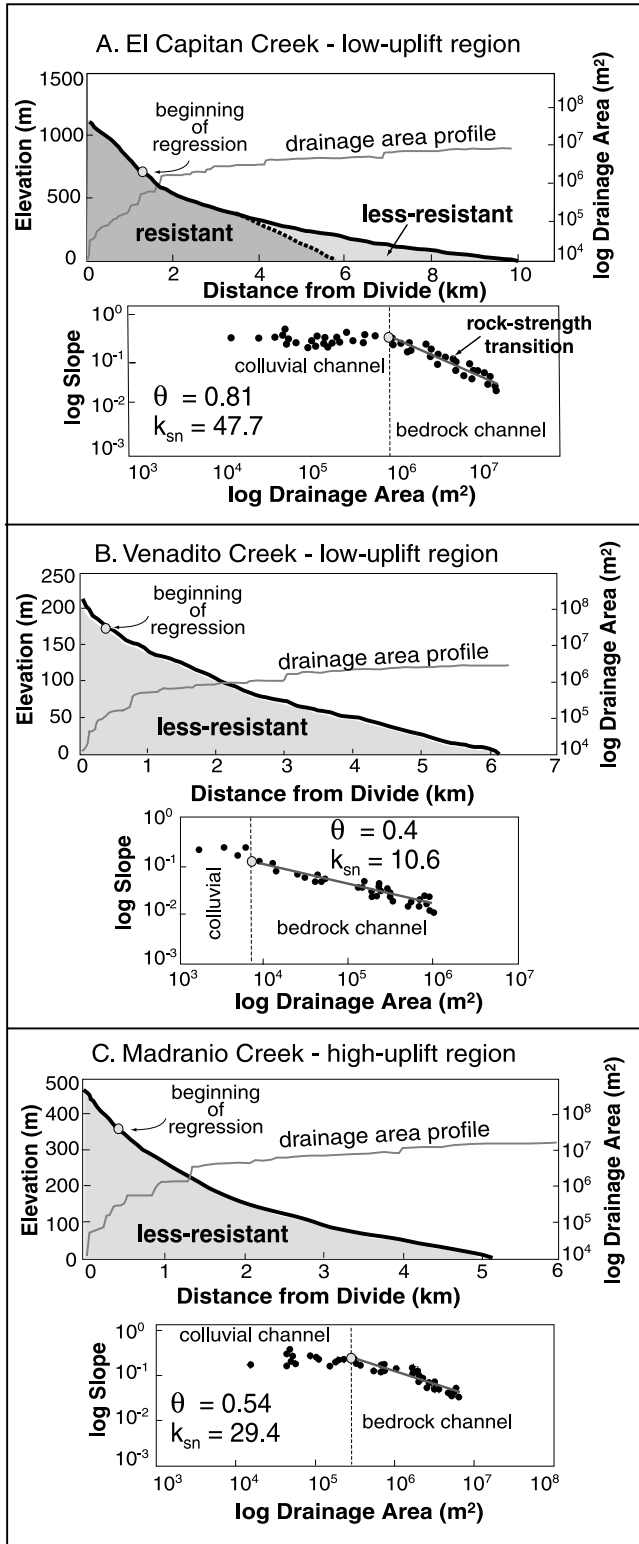 A. El Capitan Creek - low-uplift region
Elevation (m)
1500
1000
500
0
beginning
of
regression
drainage area profile
less-resistant
resistant
log Drainage Area (m²)
10⁸
10⁷
10⁶
10⁵
10⁴
0 2 4 6 8 10
Distance from Divide (km)
log Slope
10⁰
10⁻¹
10⁻²
10⁻³
rock-strength
transition
colluvial channel
θ = 0.81
kₛₙ = 47.7
bedrock channel
10³ 10⁴ 10⁵ 10⁶ 10⁷
log Drainage Area (m²)
B. Venadito Creek - low-uplift region
Elevation (m)
250
200
150
100
50
0
beginning
of
regression
drainage area profile
less-resistant
log Drainage Area (m²)
10⁸
10⁷
10⁶
10⁵
10⁴
0 1 2 3 4 5 6 7
Distance from Divide (km)
log Slope
10⁰
10⁻¹
10⁻²
10⁻³
θ = 0.4
kₛₙ = 10.6
colluvial
bedrock channel
10³ 10⁴ 10⁵ 10⁶ 10⁷
log Drainage Area (m²)
C. Madranio Creek - high-uplift region
Elevation (m)
500
400
300
200
100
0
beginning
of
regression
drainage area profile
less-resistant
log Drainage Area (m²)
10⁸
10⁷
10⁶
10⁵
10⁴
0 1 2 3 4 5 6
Distance from Divide (km)
log Slope
10⁰
10⁻¹
10⁻²
10⁻³
colluvial channel
θ = 0.54
kₛₙ = 29.4
bedrock channel
10³ 10⁴ 10⁵ 10⁶ 10⁷ 10⁸
log Drainage Area (m²)